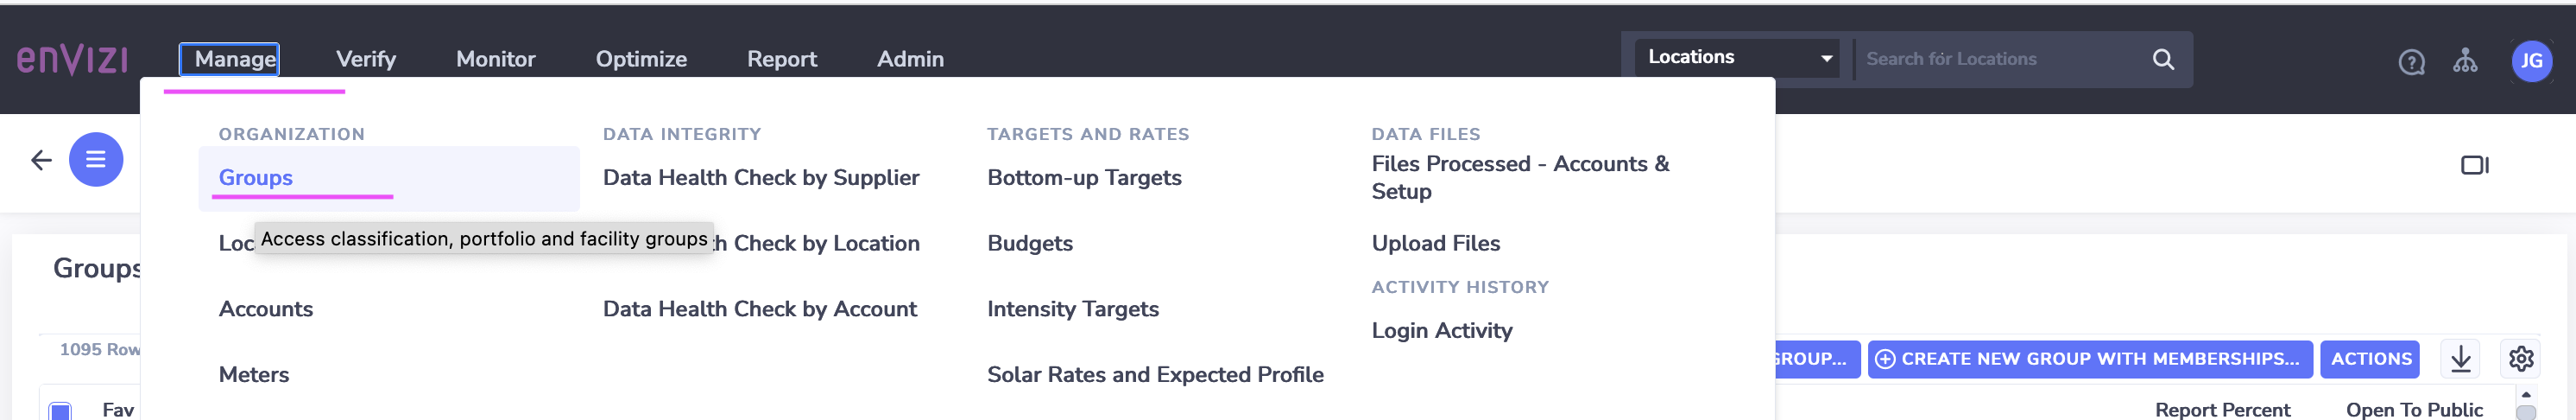 enVizi
Manage Verify Monitor Optimize Report Admin
Locations
Search for Locations
JG
ORGANIZATION
Groups
Access classification, portfolio and facility groups
Accounts
Meters
DATA INTEGRITY
Data Health Check by Supplier
h Check by Location
Data Health Check by Account
TARGETS AND RATES
Bottom-up Targets
Budgets
Intensity Targets
Solar Rates and Expected Profile
DATA FILES
Files Processed - Accounts &
Setup
Upload Files
ACTIVITY HISTORY
Login Activity
Groups
1095 Row
GROUP... CREATE NEW GROUP WITH MEMBERSHIPS... ACTIONS
Fav Report Percent Open To Public